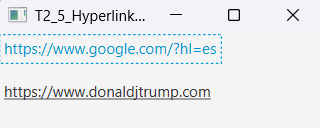 T2_5_Hyperlink...
https://www.google.com/?hl=es
https://www.donaldjtrump.com